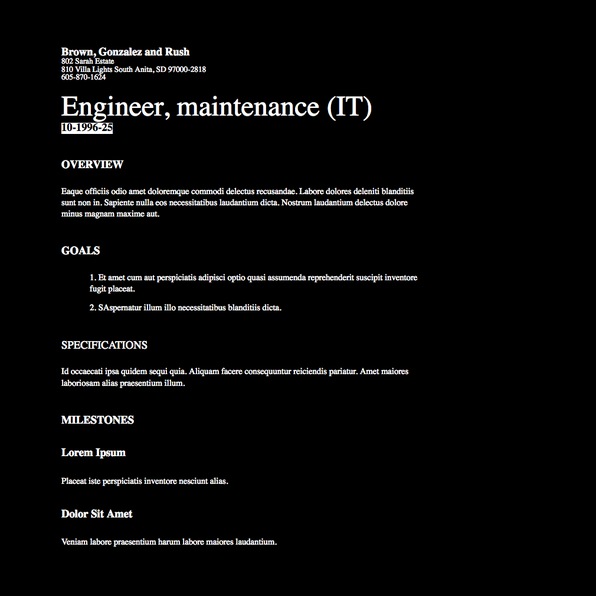 Brown, Gonzalez and Rush
802 Sarah Estate
810 Villa Lights South Anita, SD 97000-2818
605-870-1624
Engineer, maintenance (IT)
10-1996-25
OVERVIEW
Eaque officiis odio amet doloremque commodi delectus recusandae. Labore dolores deleniti blanditiis
sunt non in. Sapiente nulla eos necessitatibus laudantium dicta. Nostrum laudantium delectus dolore
minus magnam maxime aut.
GOALS
1. Et amet cum aut perspiciatis adipisci optio quasi assumenda reprehenderit suscipit inventore
fugit placeat.
2. SAspernatur illum illo necessitatibus blanditiis dicta.
SPECIFICATIONS
Id occaecati ipsa quidem sequi quia. Aliquam facere consequuntur reiciendis pariatur. Amet maiores
laboriosam alias praesentium illum.
MILESTONES
Lorem Ipsum
Placeat iste perspiciatis inventore nesciunt alias.
Dolor Sit Amet
Veniam labore praesentium harum labore maiores laudantium.